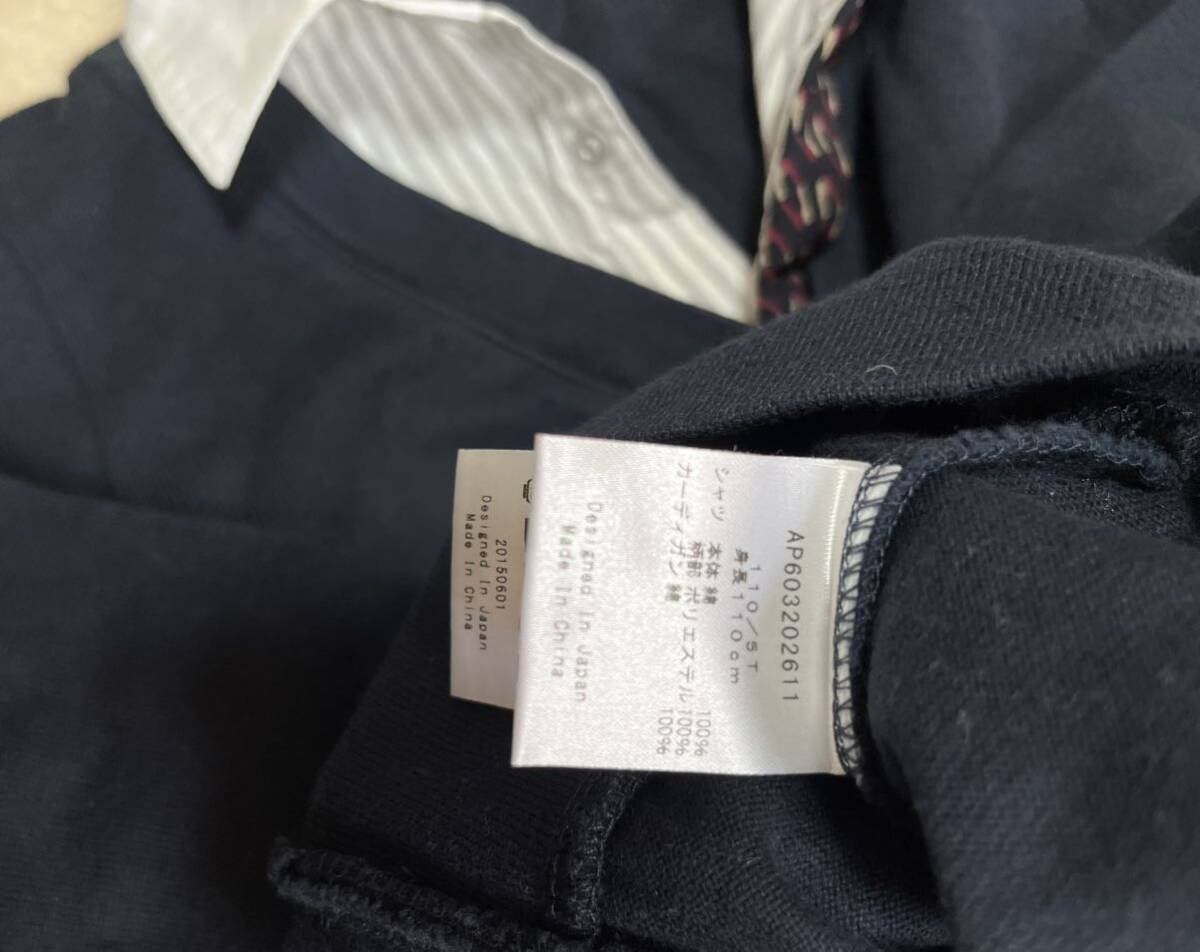 AP603202611
110/5T
身長110cm
シャツ 本体 綿 100%
柄部 ポリエステル 100%
カーディガン 綿 100%
Designed In Japan
Made In China
20150601
Designed In Japan
Made In China